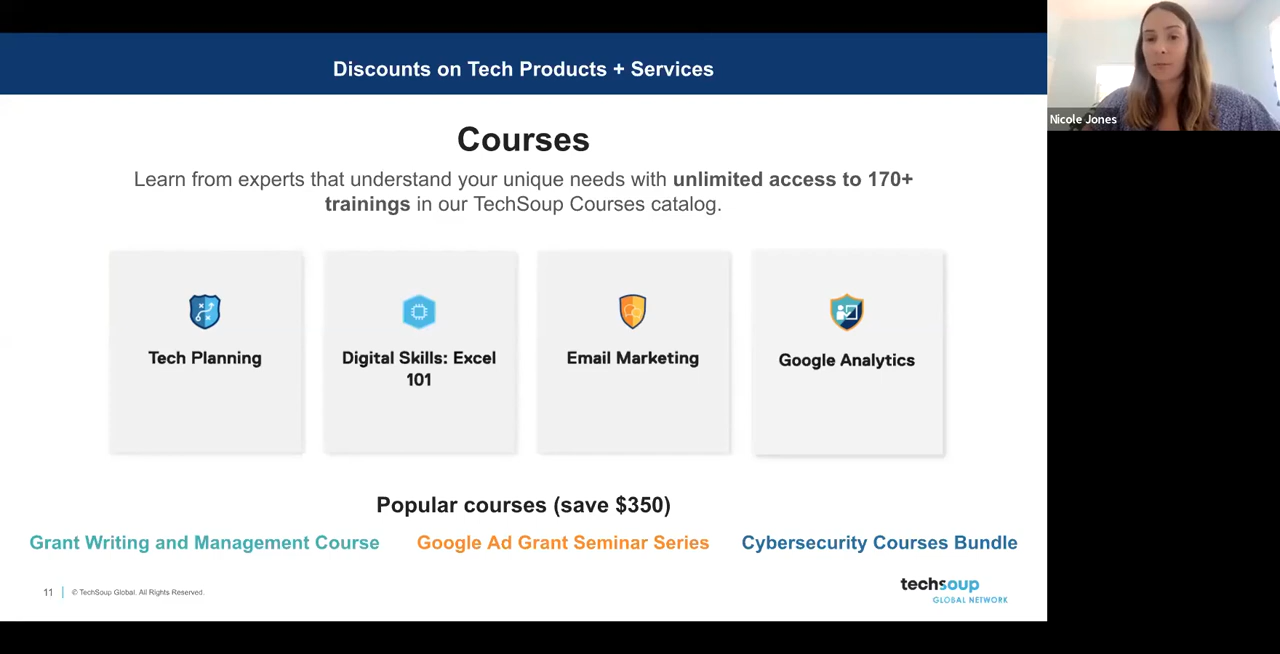 Discounts on Tech Products + Services
Nicole Jones
Courses
Learn from experts that understand your unique needs with unlimited access to 170+
trainings in our TechSoup Courses catalog.
Tech Planning
Digital Skills: Excel
101
Email Marketing
Google Analytics
Popular courses (save $350)
Grant Writing and Management Course
Google Ad Grant Seminar Series
Cybersecurity Courses Bundle
11
© TechSoup Global. All Rights Reserved.
techsoup
GLOBAL NETWORK